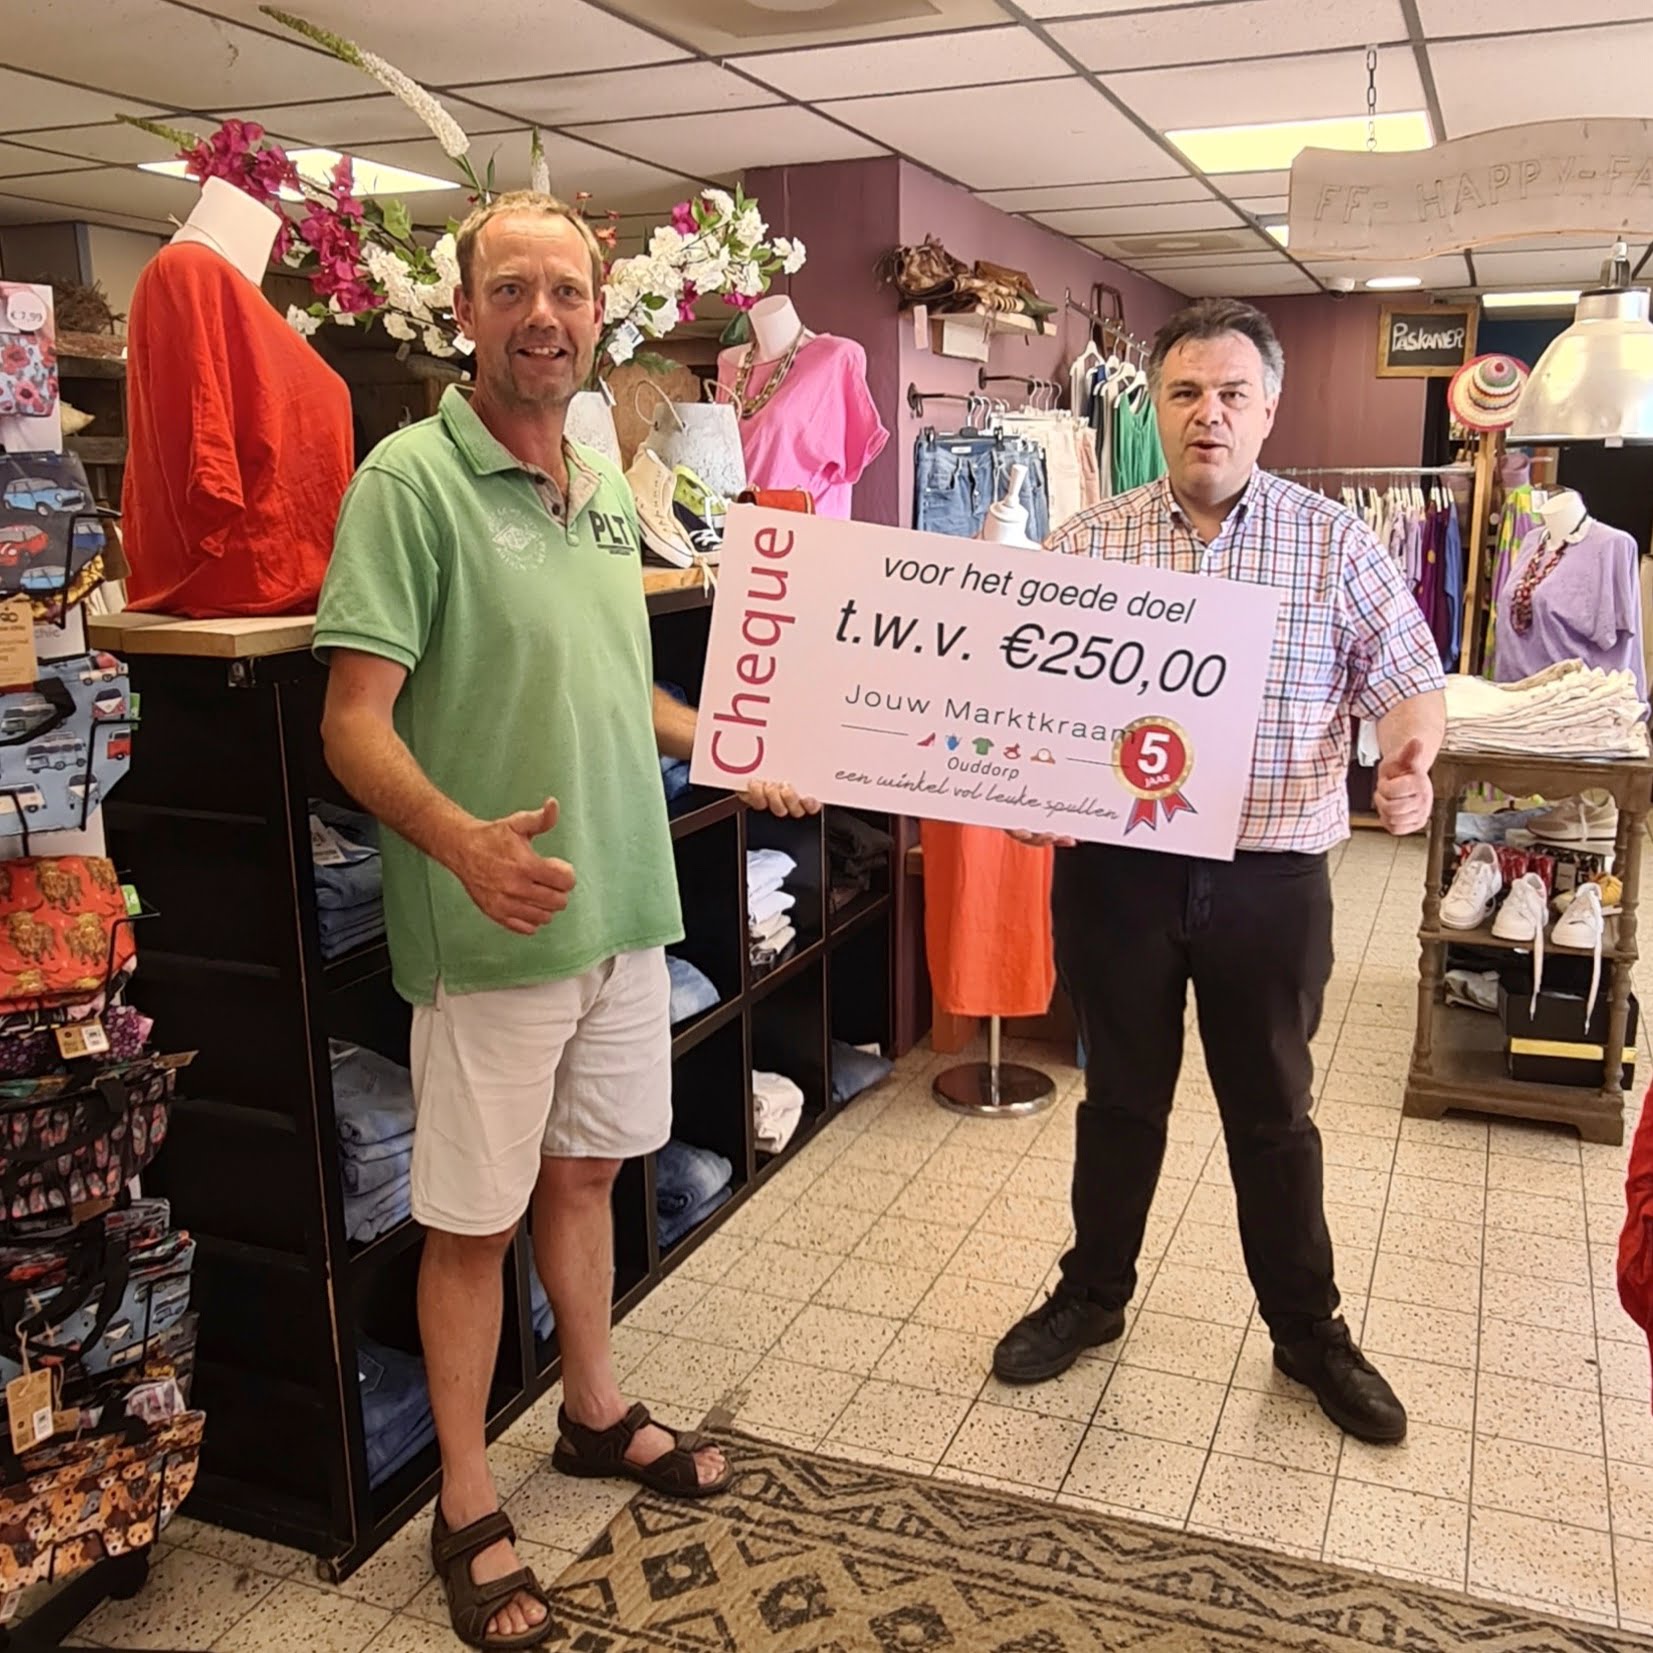 FF- HAPPY-FA
PASKAMER
€ 7,99
PLT
Cheque
voor het goede doel
t.w.v. €250,00
Jouw Marktkraam
5
JAAR
Ouddorp
een winkel vol leuke spullen